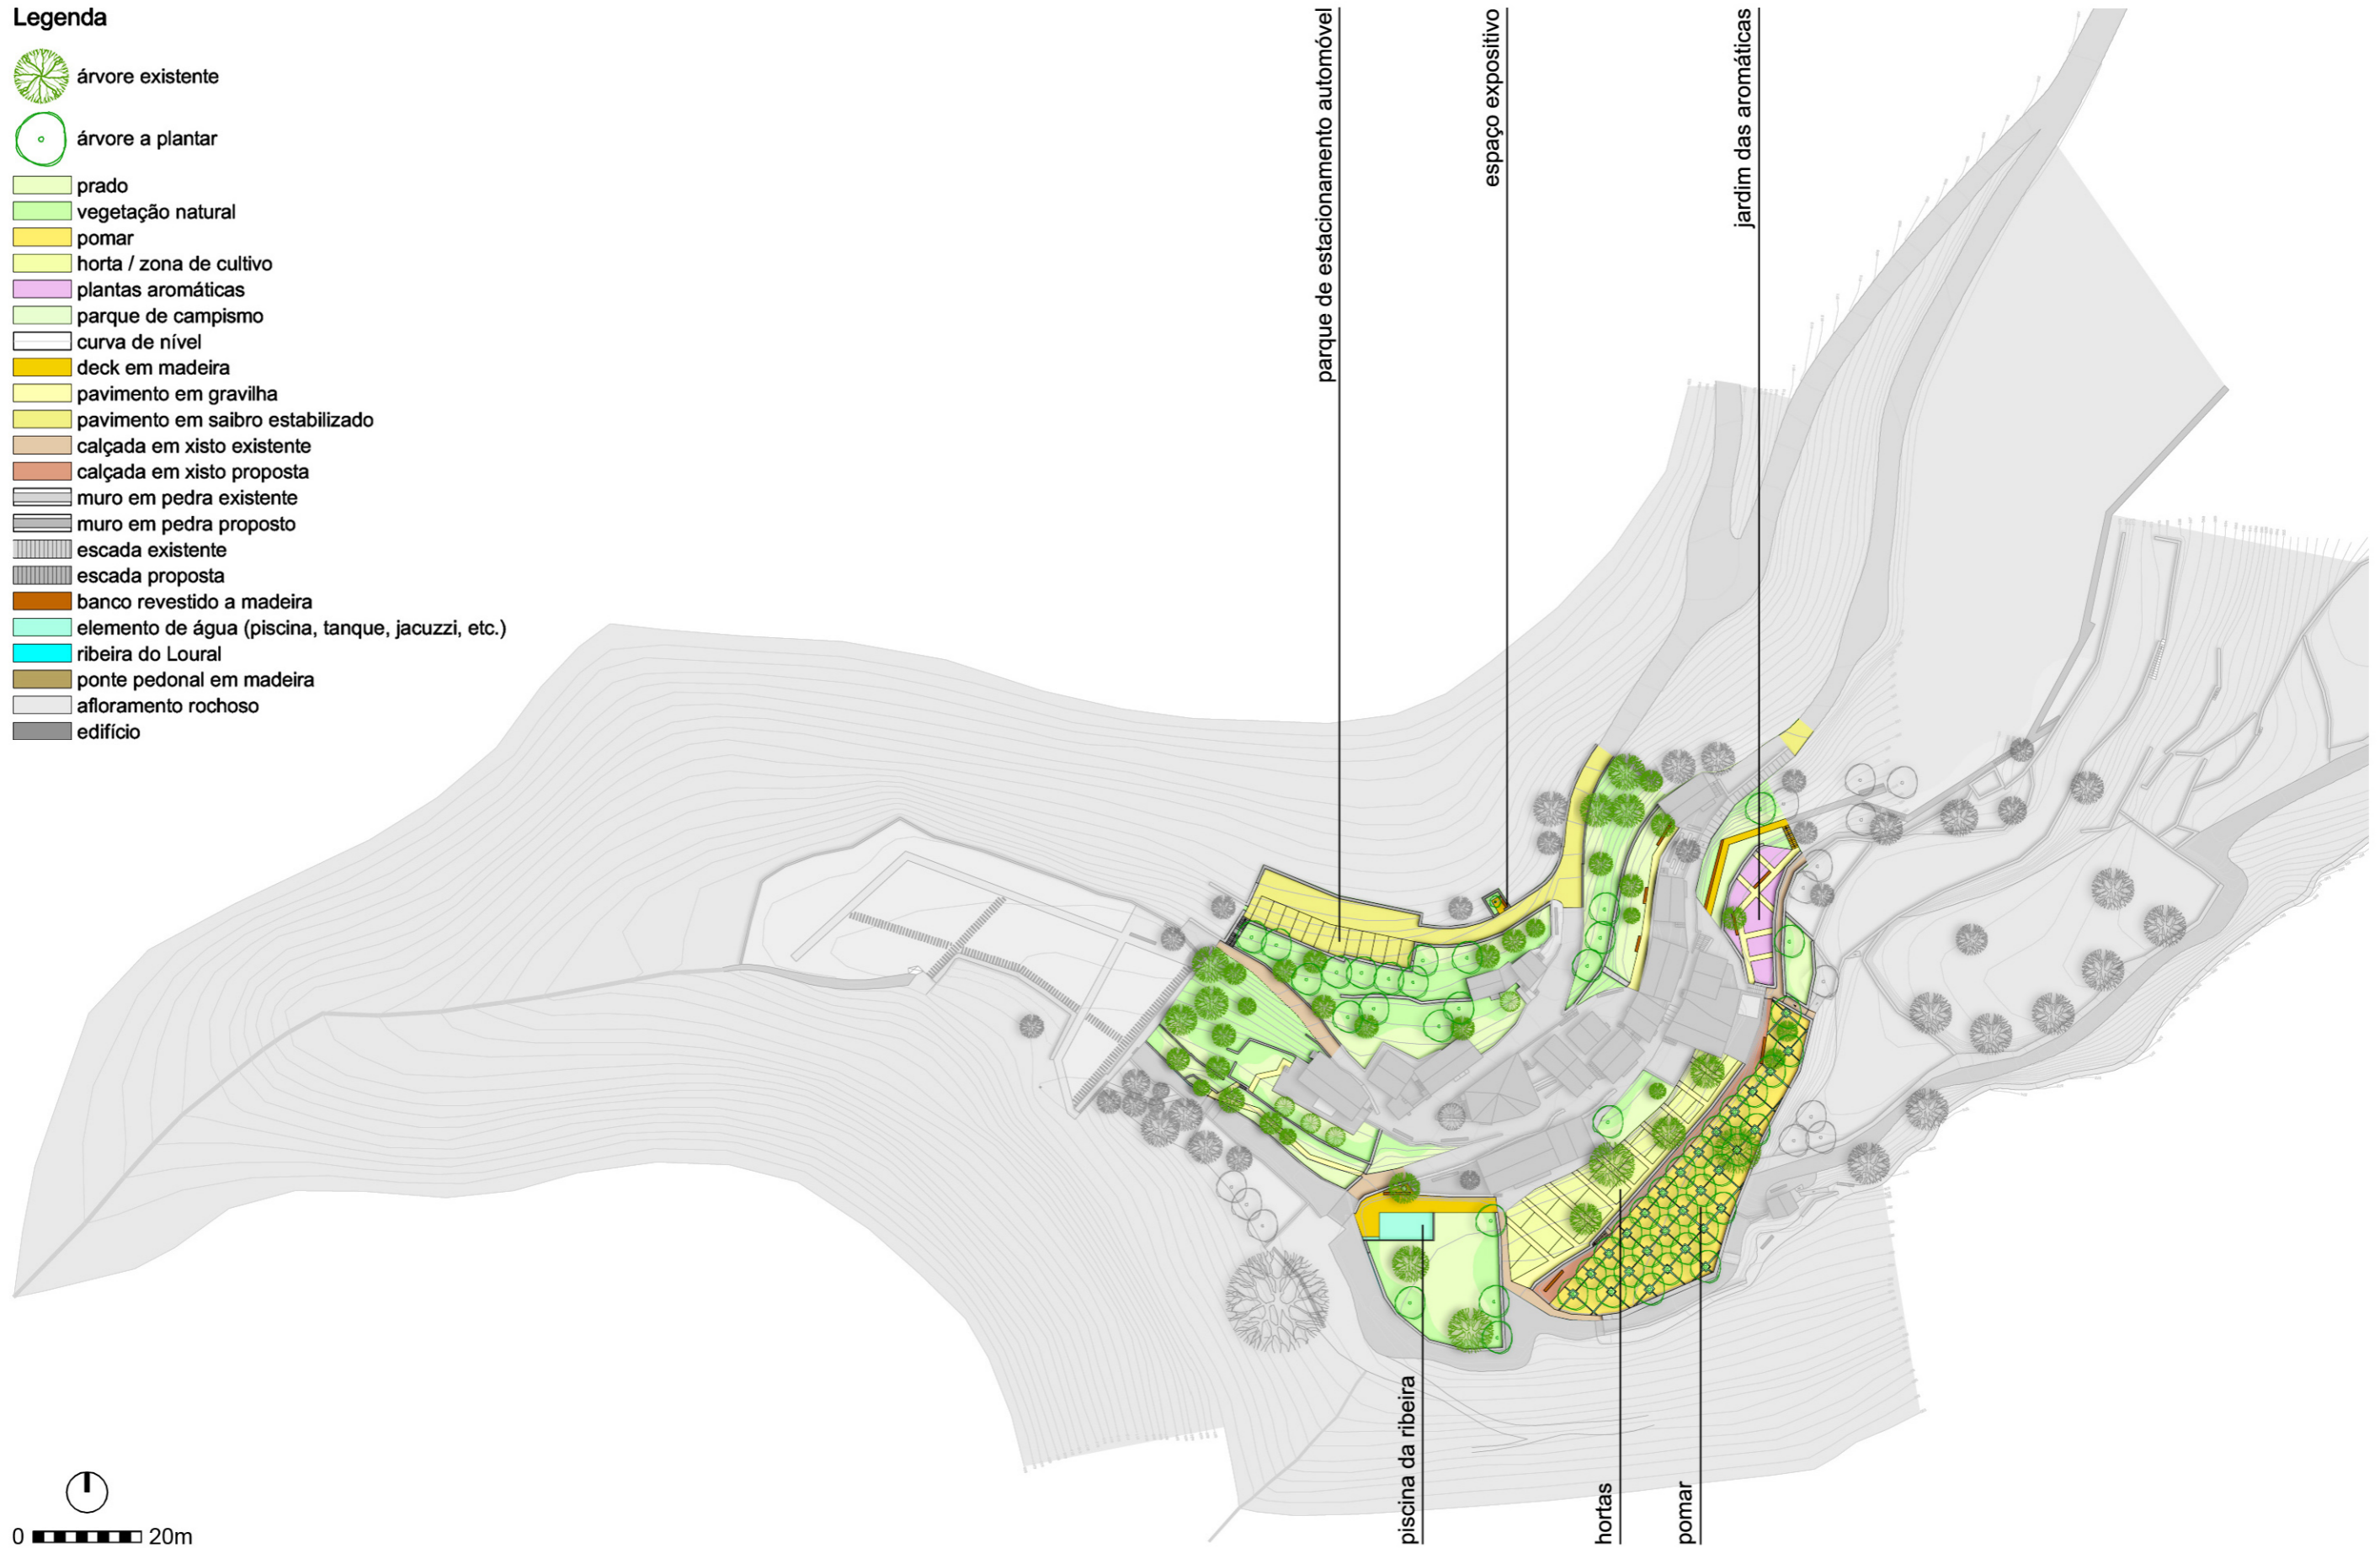 Legenda
árvore existente
árvore a plantar
prado
vegetação natural
pomar
horta / zona de cultivo
plantas aromáticas
parque de campismo
curva de nível
deck em madeira
pavimento em gravilha
pavimento em saibro estabilizado
calçada em xisto existente
calçada em xisto proposta
muro em pedra existente
muro em pedra proposto
escada existente
escada proposta
banco revestido a madeira
elemento de água (piscina, tanque, jacuzzi, etc.)
ribeira do Loural
ponte pedonal em madeira
afloramento rochoso
edifício
parque de estacionamento automóvel
espaço expositivo
jardim das aromáticas
piscina da ribeira
hortas
pomar
0 20m